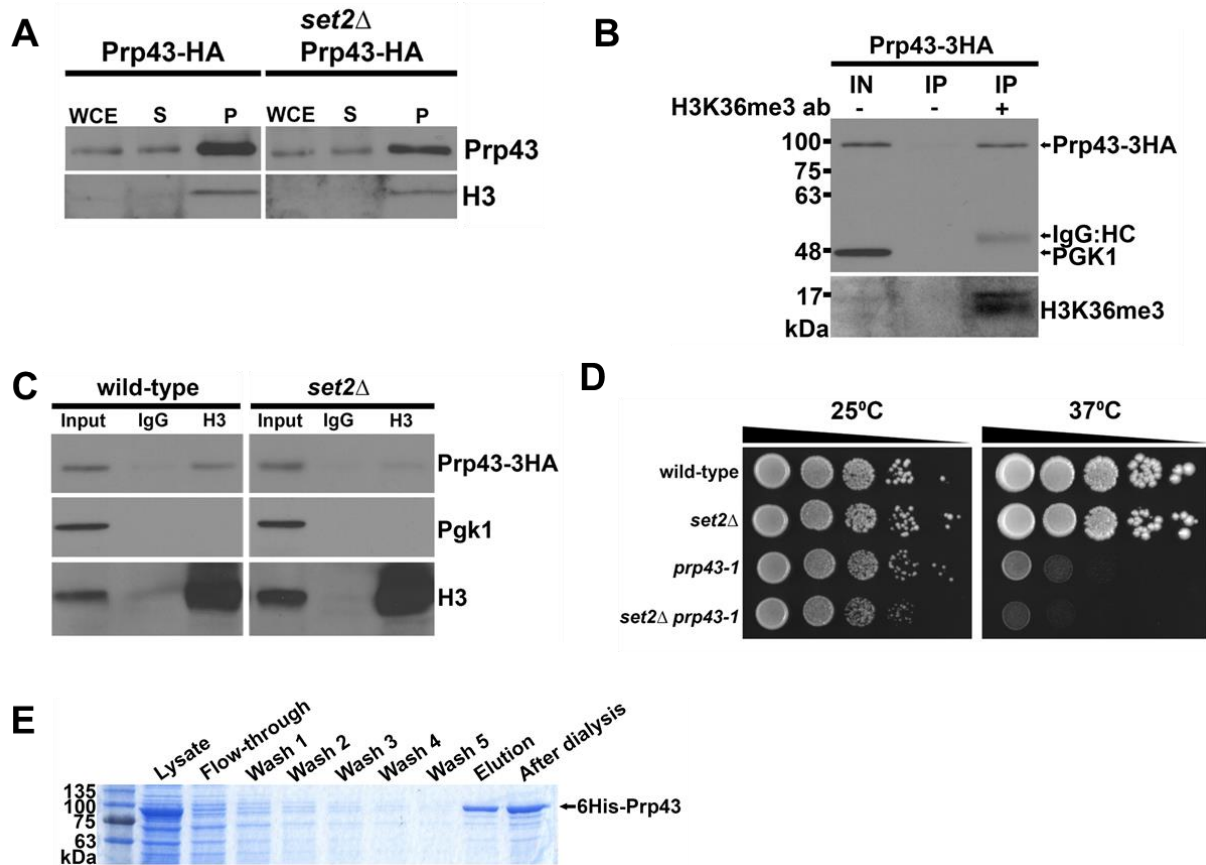 A
set2Δ
Prp43-HA Prp43-HA
WCE S P WCE S P
Prp43
H3
B
Prp43-3HA
IN IP IP
H3K36me3 ab - - +
100 Prp43-3HA
75
63
IgG:HC
48 PGK1
17
H3K36me3
kDa
C
wild-type set2Δ
Input IgG H3 Input IgG H3
Prp43-3HA
Pgk1
H3
D
25ºC 37ºC
wild-type
set2Δ
prp43-1
set2Δ prp43-1
E
Lysate Flow-through Wash 1 Wash 2 Wash 3 Wash 4 Wash 5 Elution After dialysis
135
100 6His-Prp43
75
63
kDa